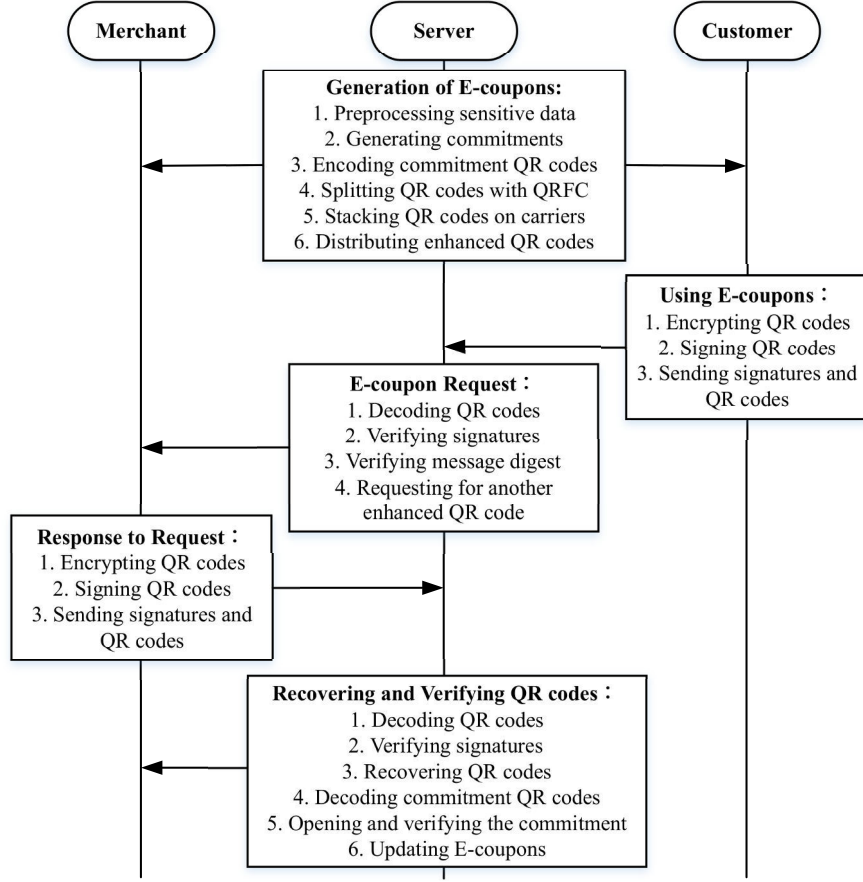 Merchant
Server
Customer
Generation of E-coupons:
1. Preprocessing sensitive data
2. Generating commitments
3. Encoding commitment QR codes
4. Splitting QR codes with QRFC
5. Stacking QR codes on carriers
6. Distributing enhanced QR codes
Using E-coupons：
1. Encrypting QR codes
2. Signing QR codes
3. Sending signatures and
QR codes
E-coupon Request：
1. Decoding QR codes
2. Verifying signatures
3. Verifying message digest
4. Requesting for another
enhanced QR code
Response to Request：
1. Encrypting QR codes
2. Signing QR codes
3. Sending signatures and
QR codes
Recovering and Verifying QR codes：
1. Decoding QR codes
2. Verifying signatures
3. Recovering QR codes
4. Decoding commitment QR codes
5. Opening and verifying the commitment
6. Updating E-coupons